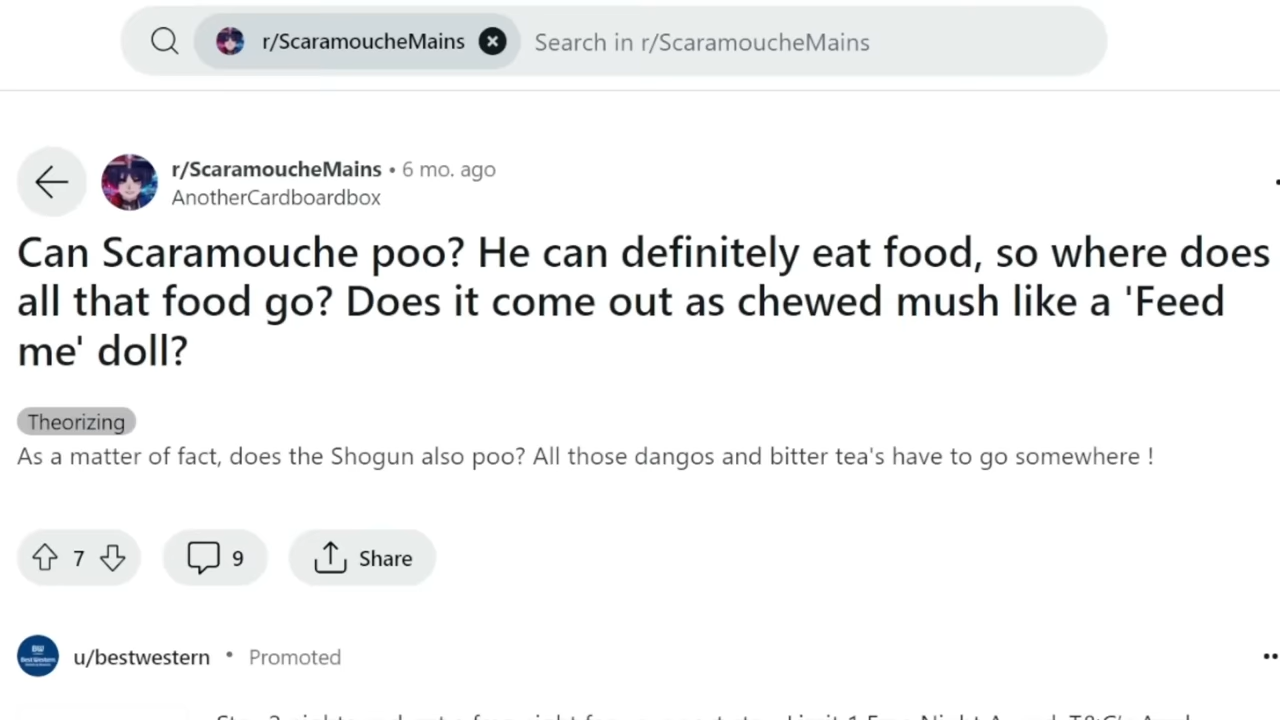 r/ScaramoucheMains Search in r/ScaramoucheMains
r/ScaramoucheMains • 6 mo. ago
AnotherCardboardbox
Can Scaramouche poo? He can definitely eat food, so where does
all that food go? Does it come out as chewed mush like a 'Feed
me' doll?
Theorizing
As a matter of fact, does the Shogun also poo? All those dangos and bitter tea's have to go somewhere !
7 9 Share
BW
Best Western
u/bestwestern • Promoted